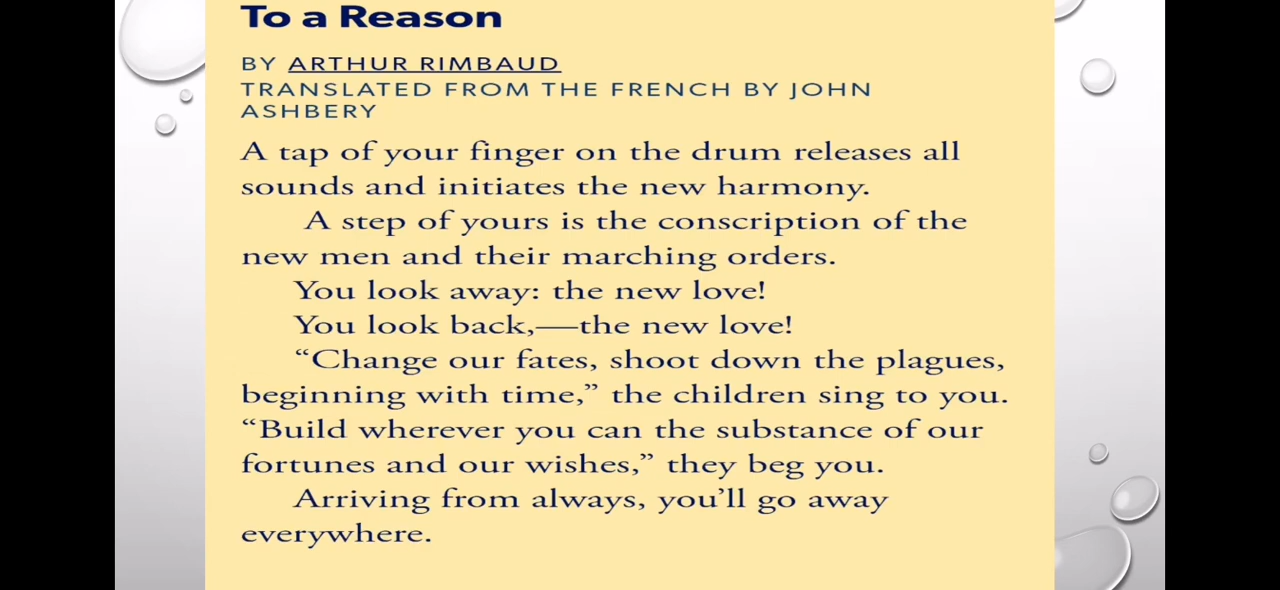 To a Reason
BY ARTHUR RIMBAUD
TRANSLATED FROM THE FRENCH BY JOHN
ASHBERY
A tap of your finger on the drum releases all
sounds and initiates the new harmony.
A step of yours is the conscription of the
new men and their marching orders.
You look away: the new love!
You look back,—the new love!
“Change our fates, shoot down the plagues,
beginning with time,” the children sing to you.
“Build wherever you can the substance of our
fortunes and our wishes,” they beg you.
Arriving from always, you’ll go away
everywhere.